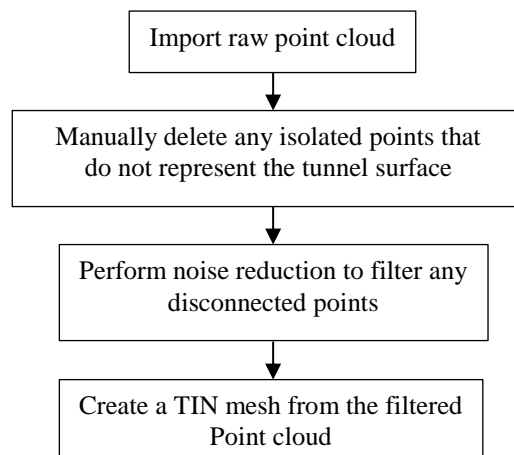 Import raw point cloud
Manually delete any isolated points that
do not represent the tunnel surface
Perform noise reduction to filter any
disconnected points
Create a TIN mesh from the filtered
Point cloud